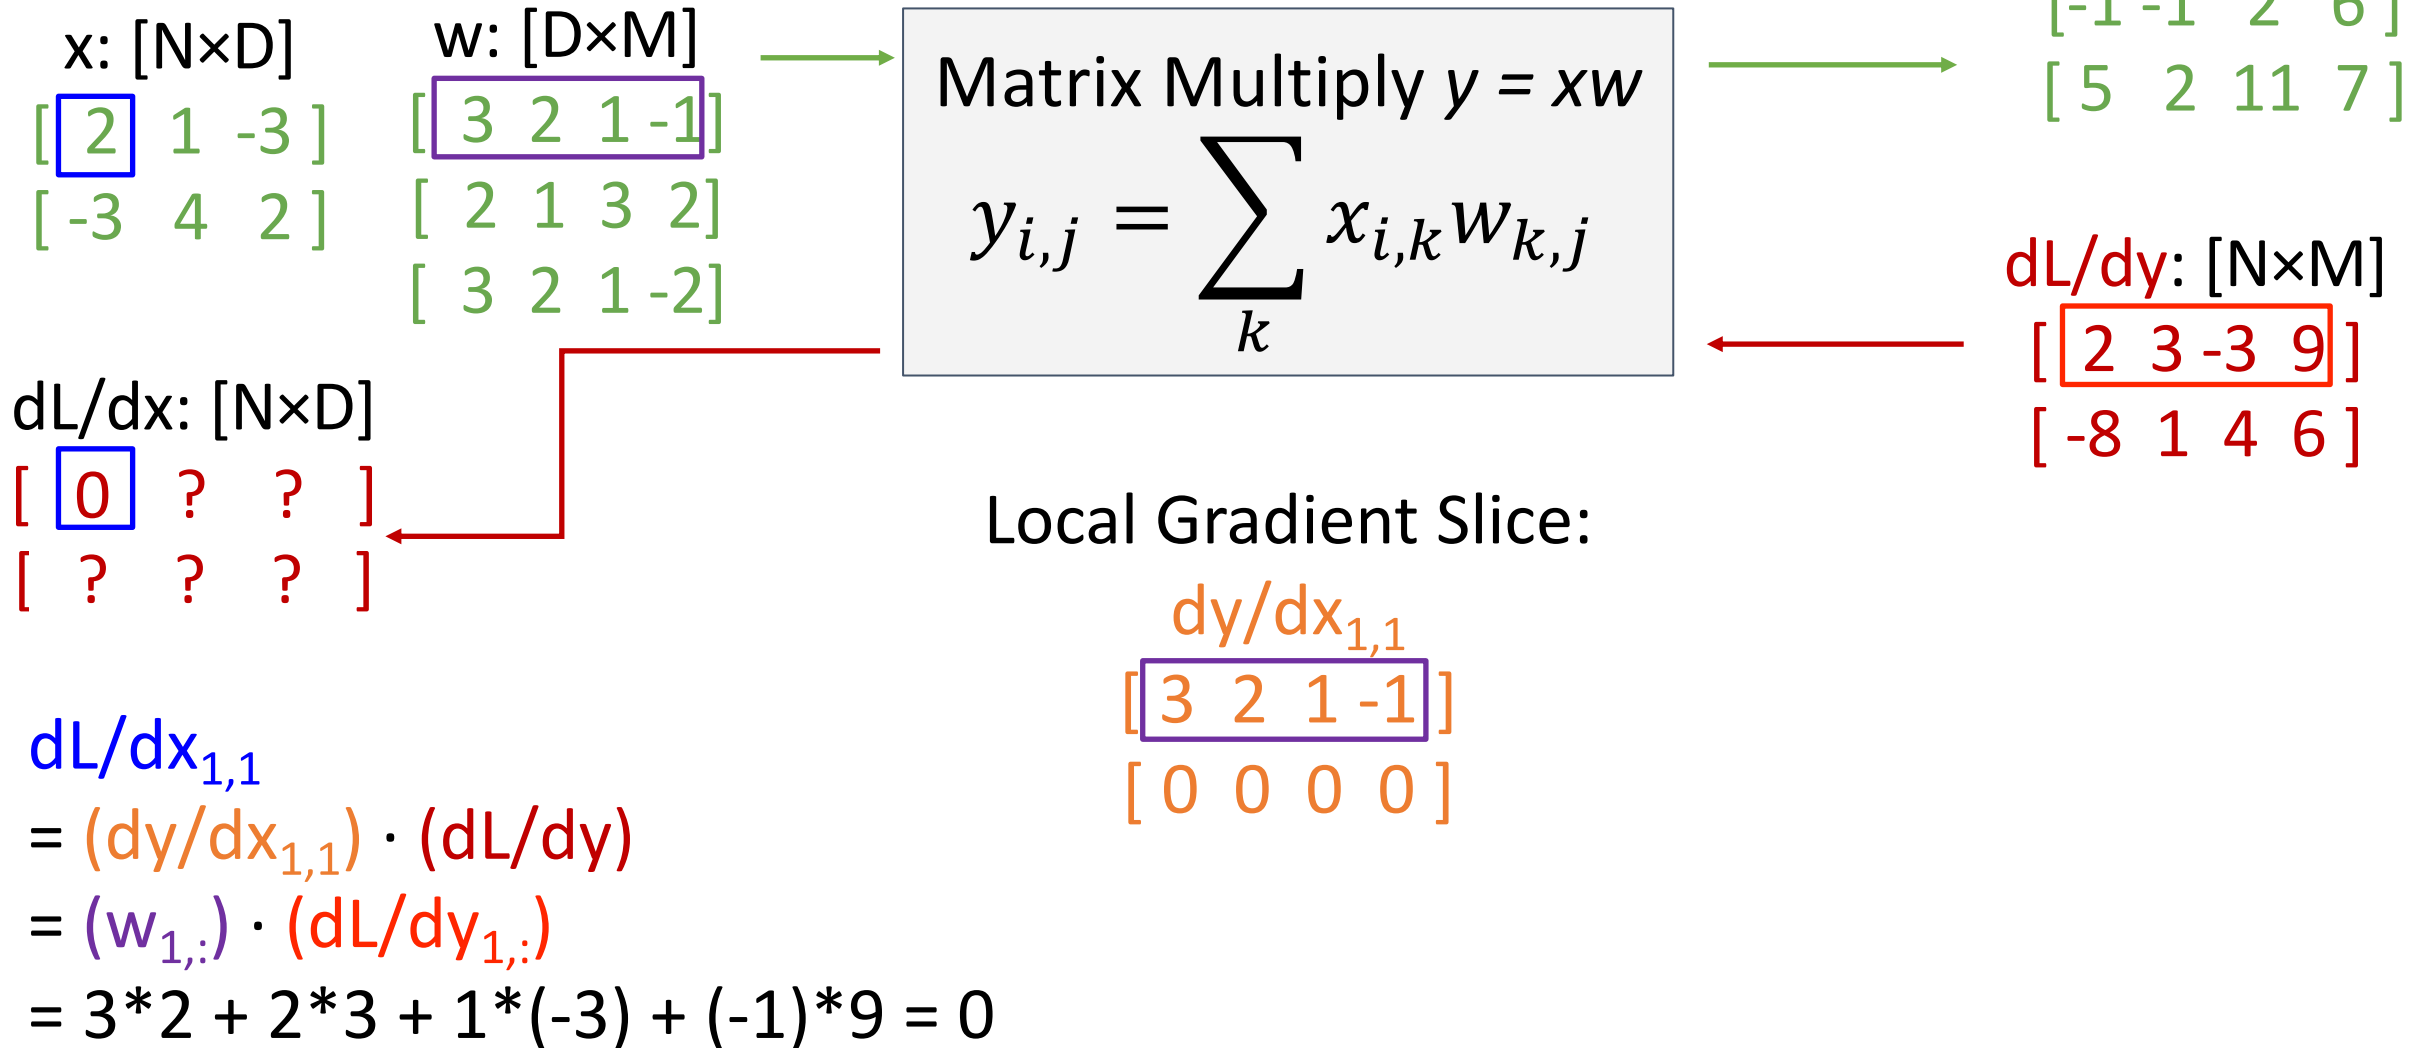 x: [N×D]
[ 2 1 -3 ]
[ -3 4 2 ]
w: [D×M]
[ 3 2 1 -1]
[ 2 1 3 2]
[ 3 2 1 -2]
Matrix Multiply y = xw
y_{i,j} = ∑_k x_{i,k} w_{k,j}
[-1 -1 2 6 ]
[ 5 2 11 7 ]
dL/dy: [N×M]
[ 2 3 -3 9 ]
[ -8 1 4 6 ]
dL/dx: [N×D]
[ 0 ? ? ]
[ ? ? ? ]
Local Gradient Slice:
dy/dx_{1,1}
[ 3 2 1 -1 ]
[ 0 0 0 0 ]
dL/dx_{1,1}
= (dy/dx_{1,1}) · (dL/dy)
= (w_{1,:}) · (dL/dy_{1,:})
= 3*2 + 2*3 + 1*(-3) + (-1)*9 = 0